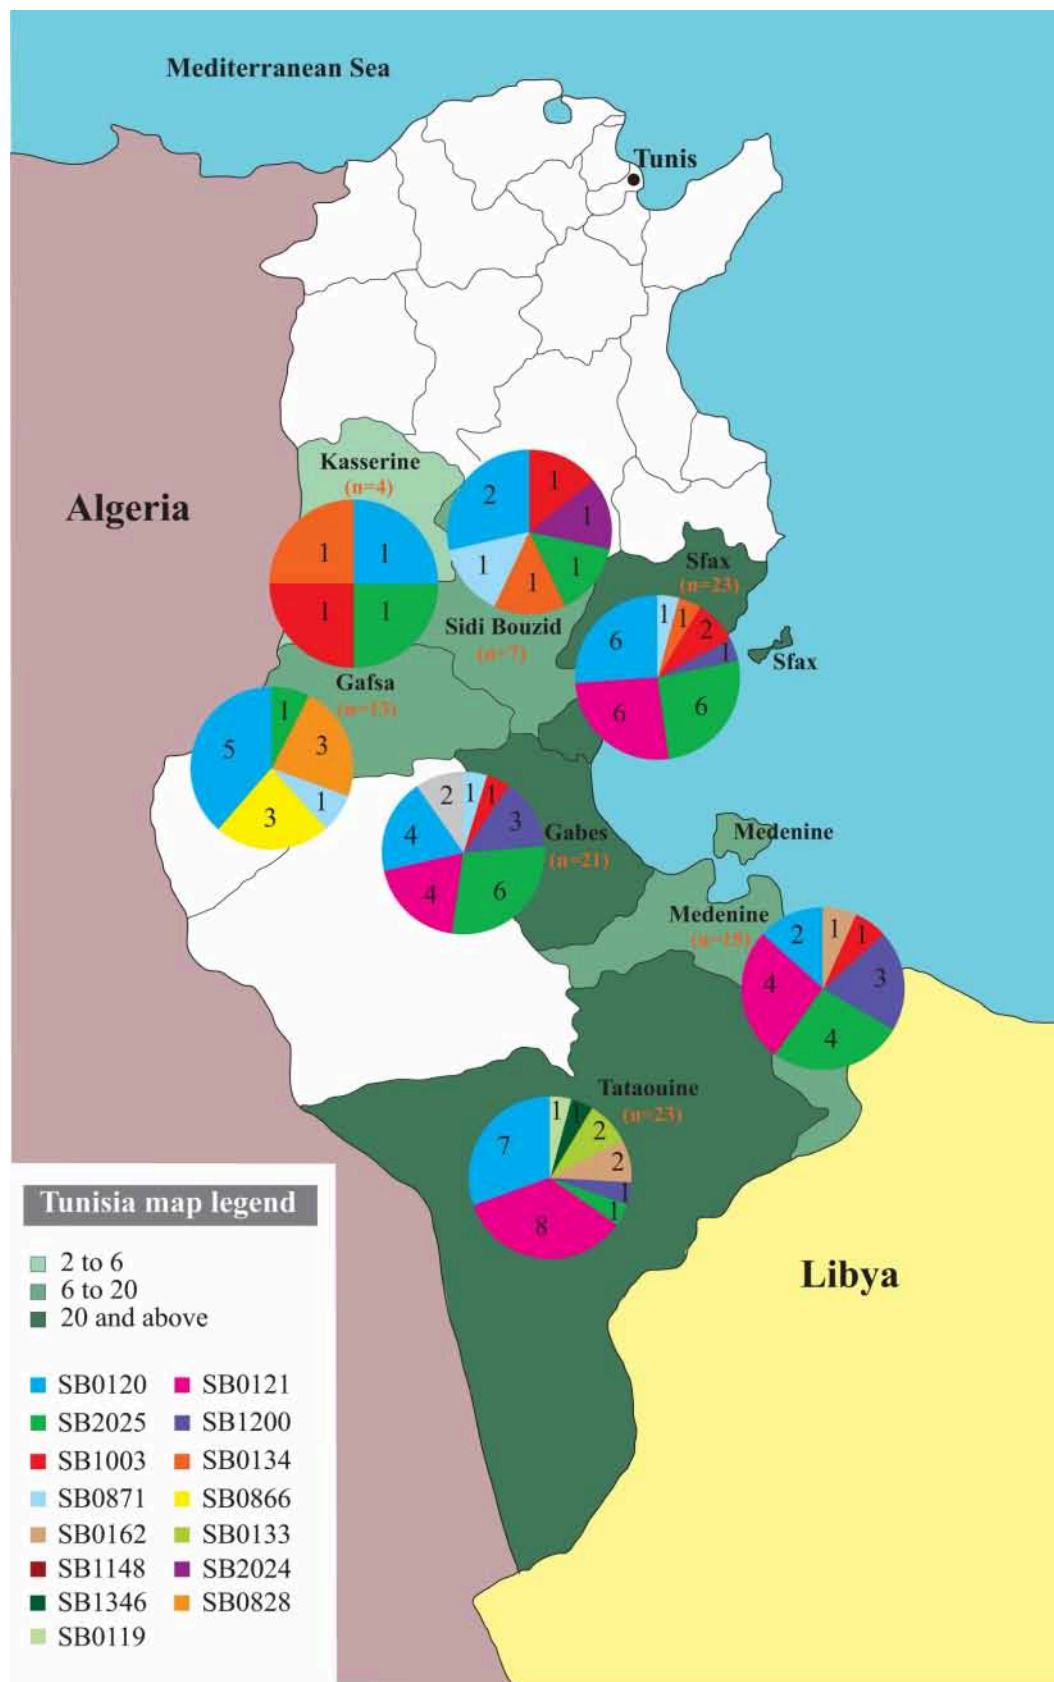 Mediterranean Sea
Tunis
Algeria
Kasserine
(n=4)
1
1
1
1
2
1
1
1
1
1
Sidi Bouzid
(n=7)
Sfax
(n=23)
1
1
2
1
6
6
6
Sfax
Gafsa
(n=13)
1
3
1
3
5
Gabes
(n=21)
2
1
1
3
6
4
4
Medenine
Medenine
(n=15)
2
1
1
3
4
4
Tataouine
(n=23)
1
1
2
2
1
1
8
7
Libya
Tunisia map legend
2 to 6
6 to 20
20 and above
SB0120 SB0121
SB2025 SB1200
SB1003 SB0134
SB0871 SB0866
SB0162 SB0133
SB1148 SB2024
SB1346 SB0828
SB0119